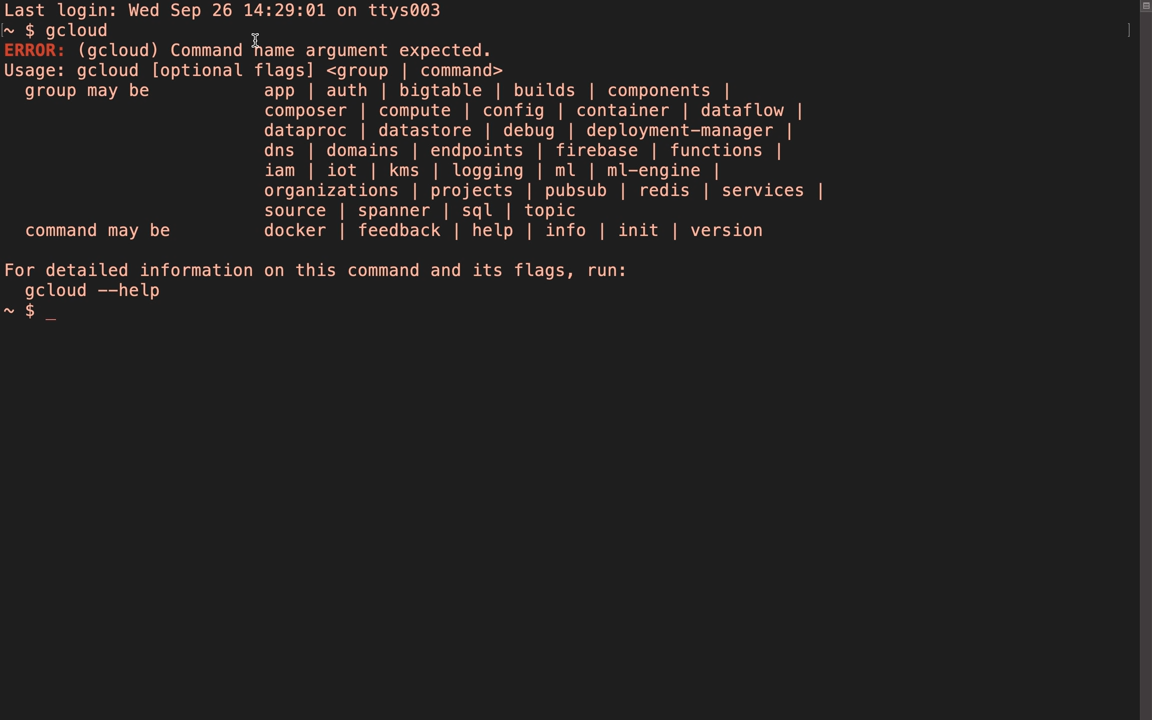 Last login: Wed Sep 26 14:29:01 on ttys003
~ $ gcloud
ERROR: (gcloud) Command name argument expected.
Usage: gcloud [optional flags] <group | command>
  group may be           app | auth | bigtable | builds | components |
                         composer | compute | config | container | dataflow |
                         dataproc | datastore | debug | deployment-manager |
                         dns | domains | endpoints | firebase | functions |
                         iam | iot | kms | logging | ml | ml-engine |
                         organizations | projects | pubsub | redis | services |
                         source | spanner | sql | topic
  command may be         docker | feedback | help | info | init | version

For detailed information on this command and its flags, run:
  gcloud --help
~ $ _